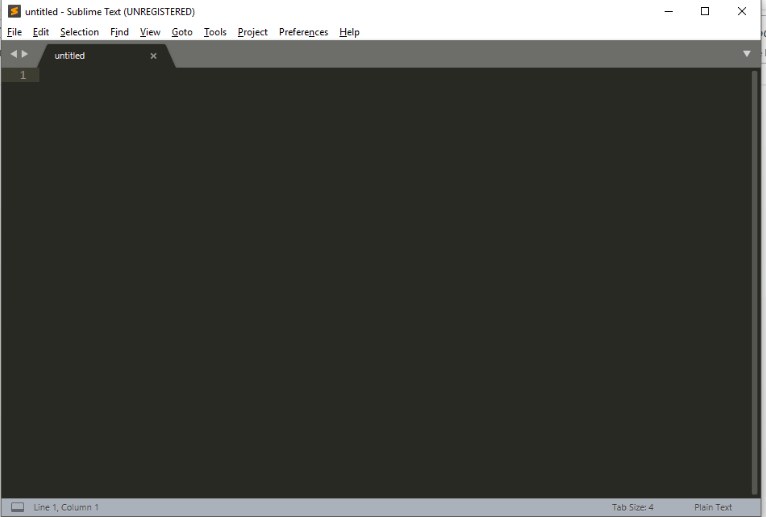 untitled - Sublime Text (UNREGISTERED)
File Edit Selection Find View Goto Tools Project Preferences Help
untitled
1
Line 1, Column 1 Tab Size: 4 Plain Text